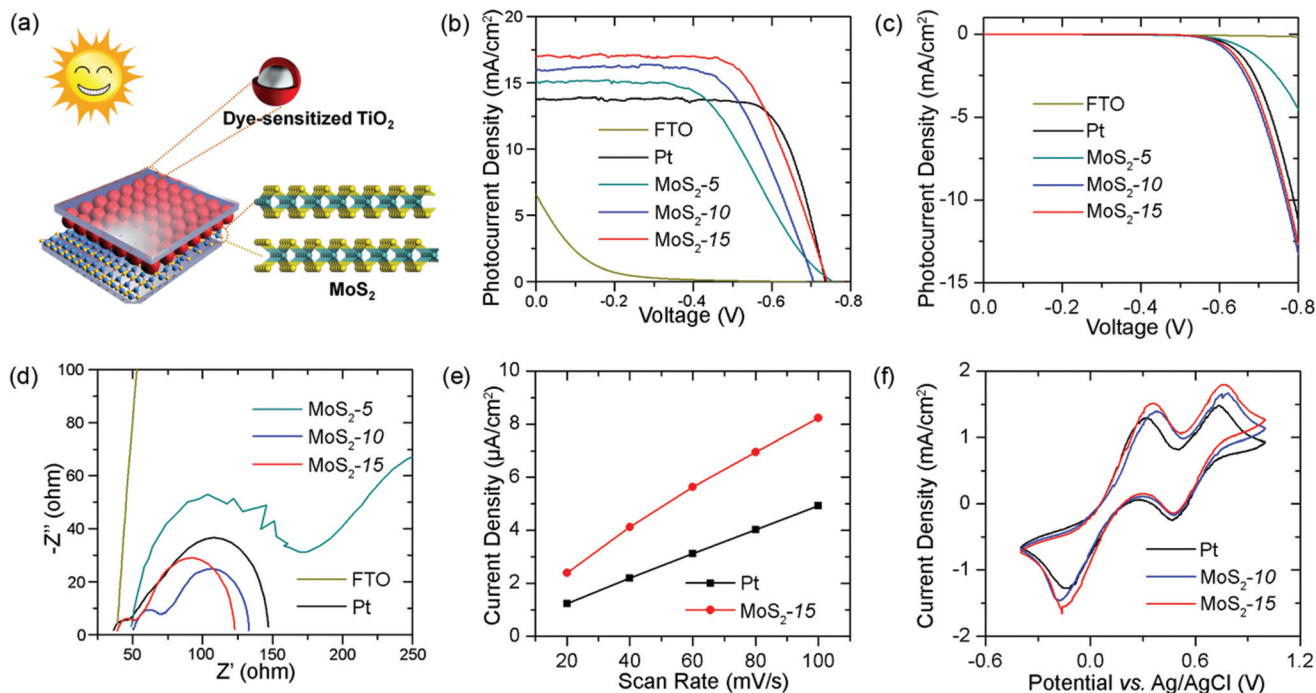 (a)
Dye-sensitized TiO₂
MoS₂
(b)
Photocurrent Density (mA/cm²)
20
15
10
5
0
FTO
Pt
MoS₂-5
MoS₂-10
MoS₂-15
0.0 -0.2 -0.4 -0.6 -0.8
Voltage (V)
(c)
Photocurrent Density (mA/cm²)
0
-5
-10
-15
FTO
Pt
MoS₂-5
MoS₂-10
MoS₂-15
0.0 -0.2 -0.4 -0.6 -0.8
Voltage (V)
(d)
-Z'' (ohm)
100
80
60
40
20
0
MoS₂-5
MoS₂-10
MoS₂-15
FTO
Pt
50 100 150 200 250
Z' (ohm)
(e)
Current Density (μA/cm²)
10
8
6
4
2
0
Pt
MoS₂-15
20 40 60 80 100
Scan Rate (mV/s)
(f)
Current Density (mA/cm²)
2
1
0
-1
-2
Pt
MoS₂-10
MoS₂-15
-0.6 0.0 0.6 1.2
Potential vs. Ag/AgCl (V)